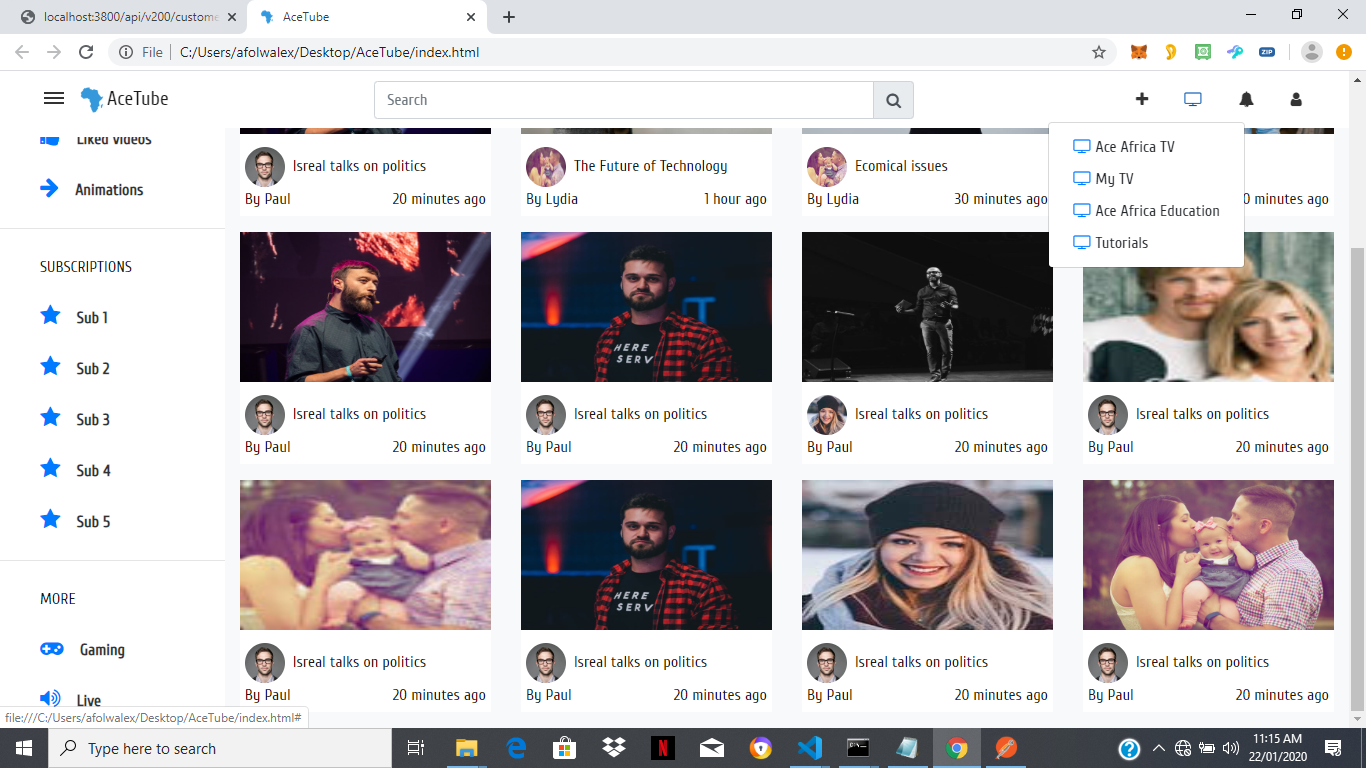 localhost:3800/api/v200/custome
AceTube
File
C:/Users/afolwalex/Desktop/AceTube/index.html
ZIP
AceTube
Search
Liked videos
Animations
SUBSCRIPTIONS
Sub 1
Sub 2
Sub 3
Sub 4
Sub 5
MORE
Gaming
Live
Ace Africa TV
My TV
Ace Africa Education
Tutorials
Isreal talks on politics
By Paul 20 minutes ago
The Future of Technology
By Lydia 1 hour ago
Ecomical issues
By Lydia 30 minutes ago
0 minutes ago
HERE
SERV
Isreal talks on politics
By Paul 20 minutes ago
Isreal talks on politics
By Paul 20 minutes ago
Isreal talks on politics
By Paul 20 minutes ago
Isreal talks on politics
By Paul 20 minutes ago
HERE
SERV
Isreal talks on politics
By Paul 20 minutes ago
Isreal talks on politics
By Paul 20 minutes ago
Isreal talks on politics
By Paul 20 minutes ago
Isreal talks on politics
By Paul 20 minutes ago
file:///C:/Users/afolwalex/Desktop/AceTube/index.html#
Type here to search
11:15 AM
22/01/2020